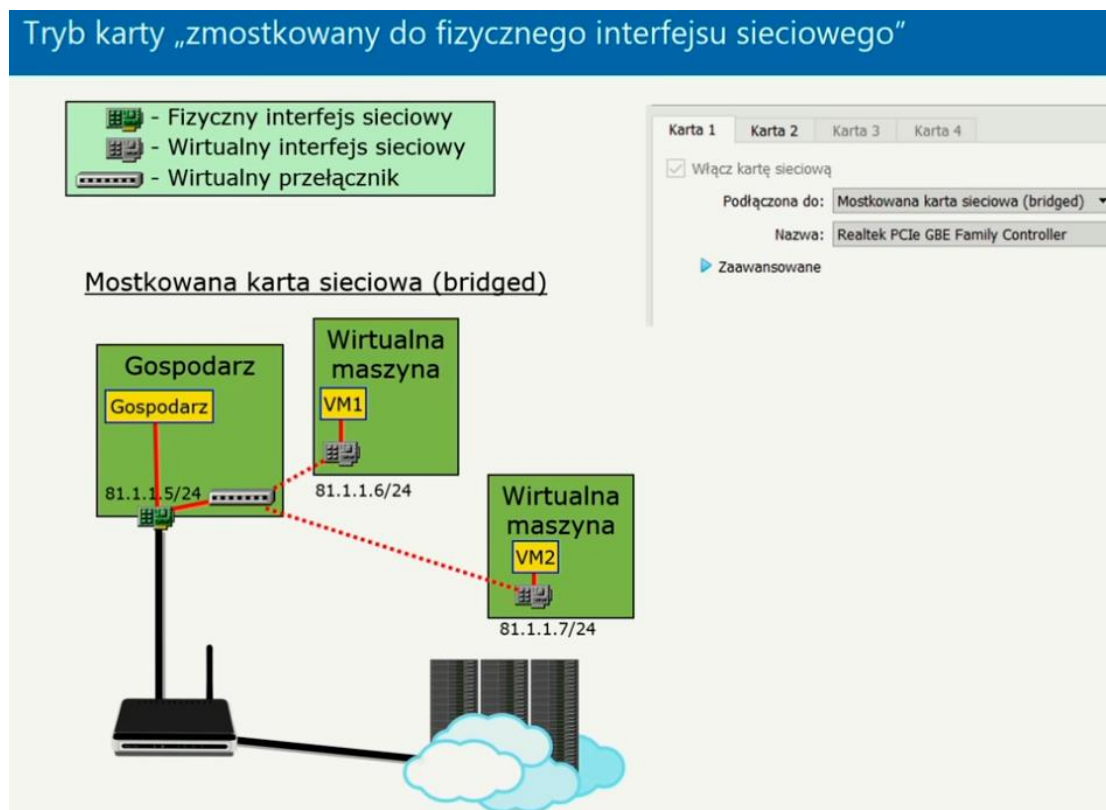 Tryb karty „zmostkowany do fizycznego interfejsu sieciowego”
- Fizyczny interfejs sieciowy
- Wirtualny interfejs sieciowy
- Wirtualny przełącznik
Karta 1 Karta 2 Karta 3 Karta 4
Włącz kartę sieciową
Podłączona do: Mostkowana karta sieciowa (bridged)
Nazwa: Realtek PCIe GBE Family Controller
Zaawansowane
Mostkowana karta sieciowa (bridged)
Gospodarz
Gospodarz
81.1.1.5/24
Wirtualna
maszyna
VM1
81.1.1.6/24
Wirtualna
maszyna
VM2
81.1.1.7/24